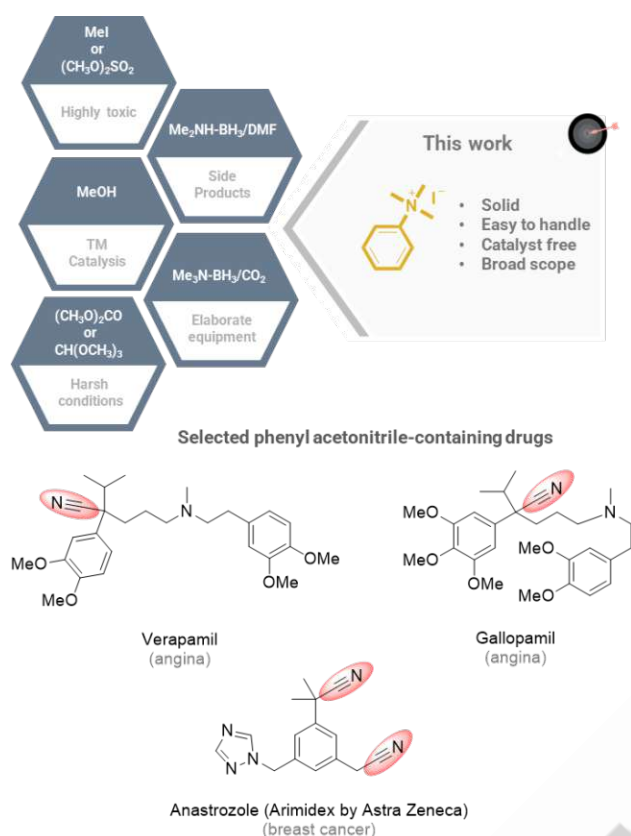 MeI
or
(CH₃O)₂SO₂
Highly toxic
Me₂NH-BH₃/DMF
Side
Products
MeOH
TM
Catalysis
Me₃N-BH₃/CO₂
Elaborate
equipment
(CH₃O)₂CO
or
CH(OCH₃)₃
Harsh
conditions
This work
N⁺ I⁻
• Solid
• Easy to handle
• Catalyst free
• Broad scope
Selected phenyl acetonitrile-containing drugs
N
N
MeO
MeO
OMe
OMe
Verapamil
(angina)
N
N
MeO
MeO
OMe
MeO
MeO
Gallopamil
(angina)
N
N
N
N
N
Anastrozole (Arimidex by Astra Zeneca)
(breast cancer)